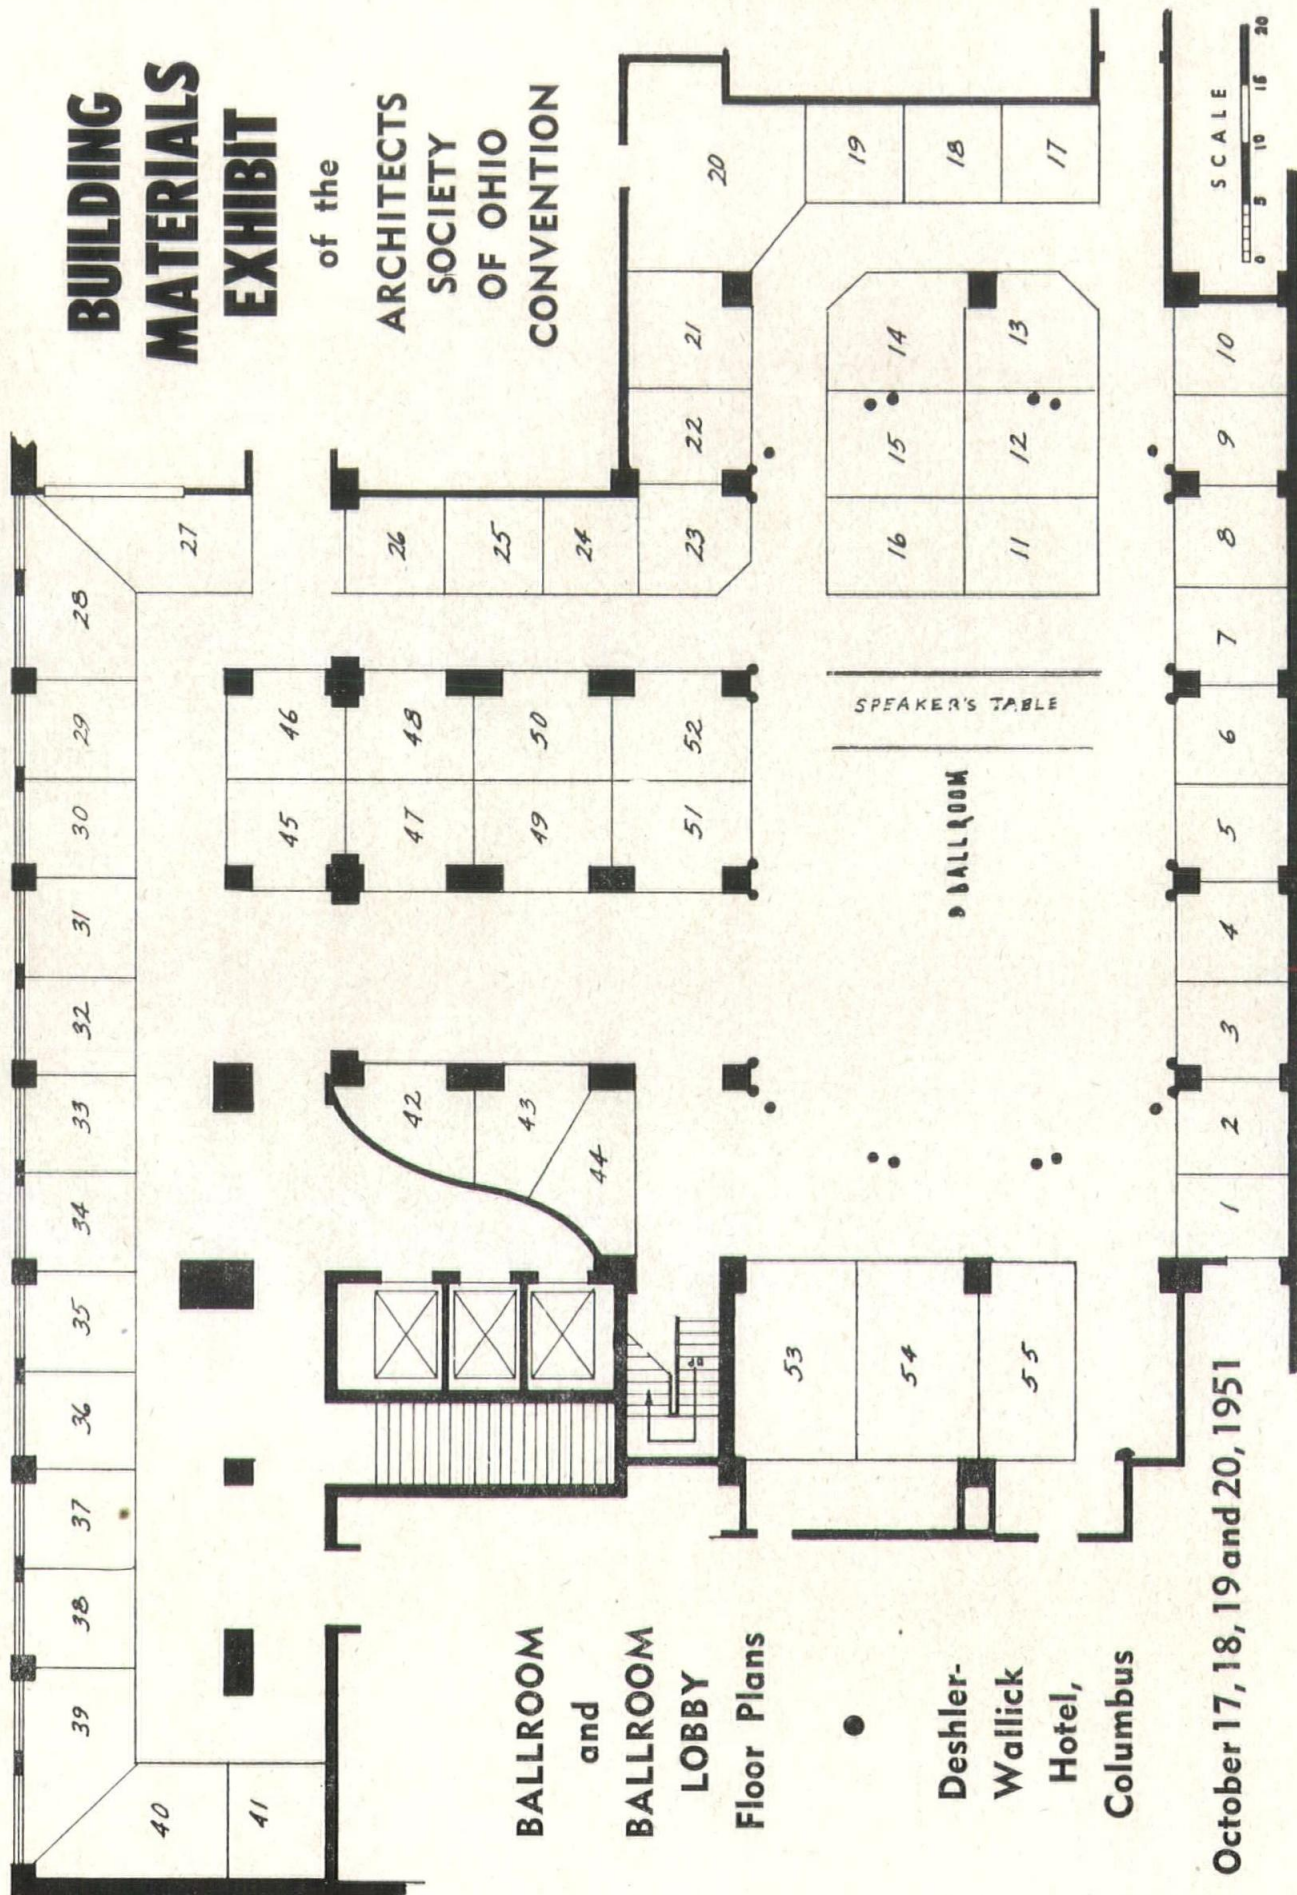 BUILDING
MATERIALS
EXHIBIT
of the
ARCHITECTS
SOCIETY
OF OHIO
CONVENTION
39 38 37 36 35 34 33 32 31 30 29 28
40 27
41
45 46
42 47 48 26
43 49 50 25
44 24
51 52 23 22 21 20
53
54
55
16 15 14 19
18
11 12 13 17
SPEAKER'S TABLE
BALLROOM
1 2 3 4 5 6 7 8 9 10
BALLROOM
and
BALLROOM
LOBBY
Floor Plans
Deshler-
Wallick
Hotel,
Columbus
October 17, 18, 19 and 20, 1951
SCALE
0 5 10 15 20